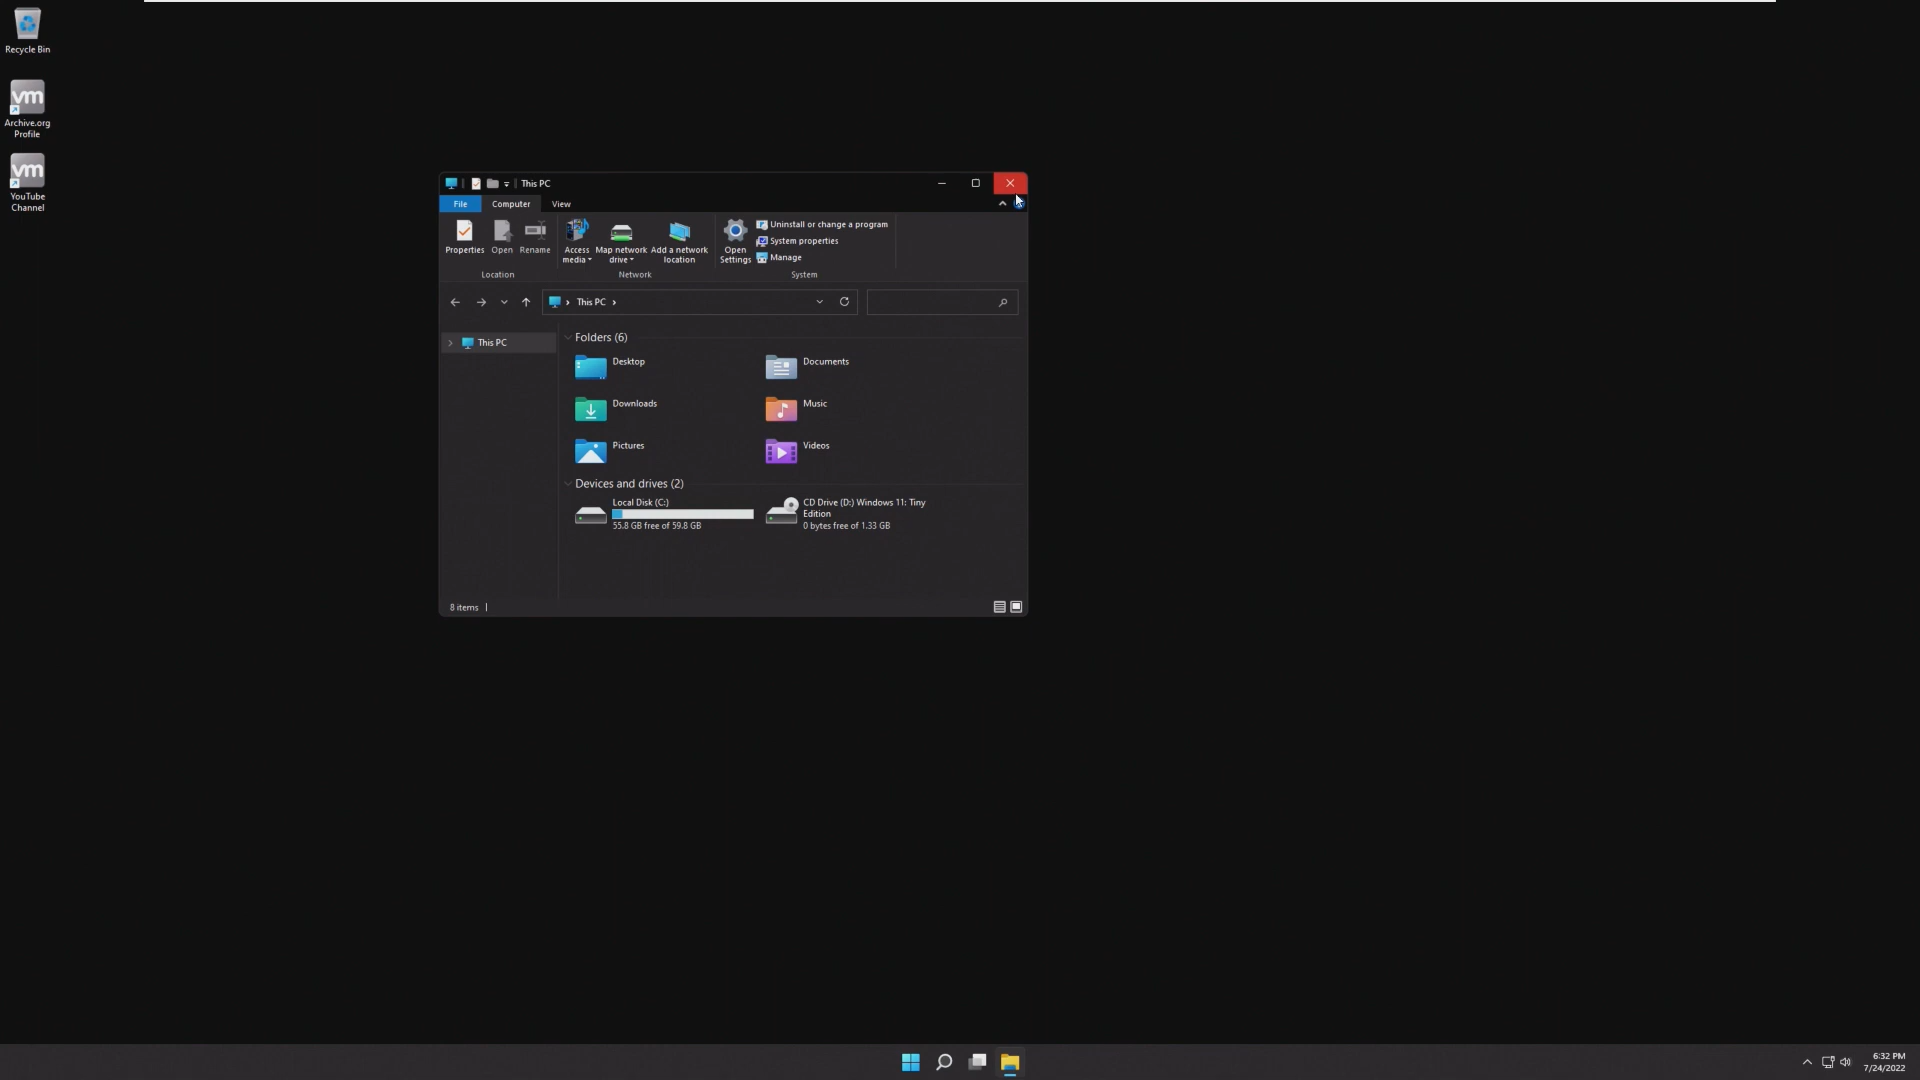 Recycle Bin
vm
Archive.org
Profile
vm
YouTube
Channel
This PC
File
Computer
View
Properties
Open
Rename
Access
media
Map network
drive
Add a network
location
Open
Settings
Uninstall or change a program
System properties
Manage
Location
Network
System
This PC
This PC
Folders (6)
Desktop
Documents
Downloads
Music
Pictures
Videos
Devices and drives (2)
Local Disk (C:)
55.8 GB free of 59.8 GB
CD Drive (D:) Windows 11: Tiny
Edition
0 bytes free of 1.33 GB
8 items
6:32 PM
7/24/2022